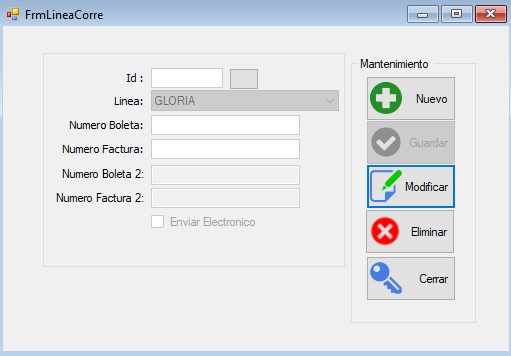 FrmLineaCorre
Id :
Linea: GLORIA
Numero Boleta:
Numero Factura:
Numero Boleta 2:
Numero Factura 2:
Enviar Electronico
Mantenimiento
Nuevo
Guardar
Modificar
Eliminar
Cerrar